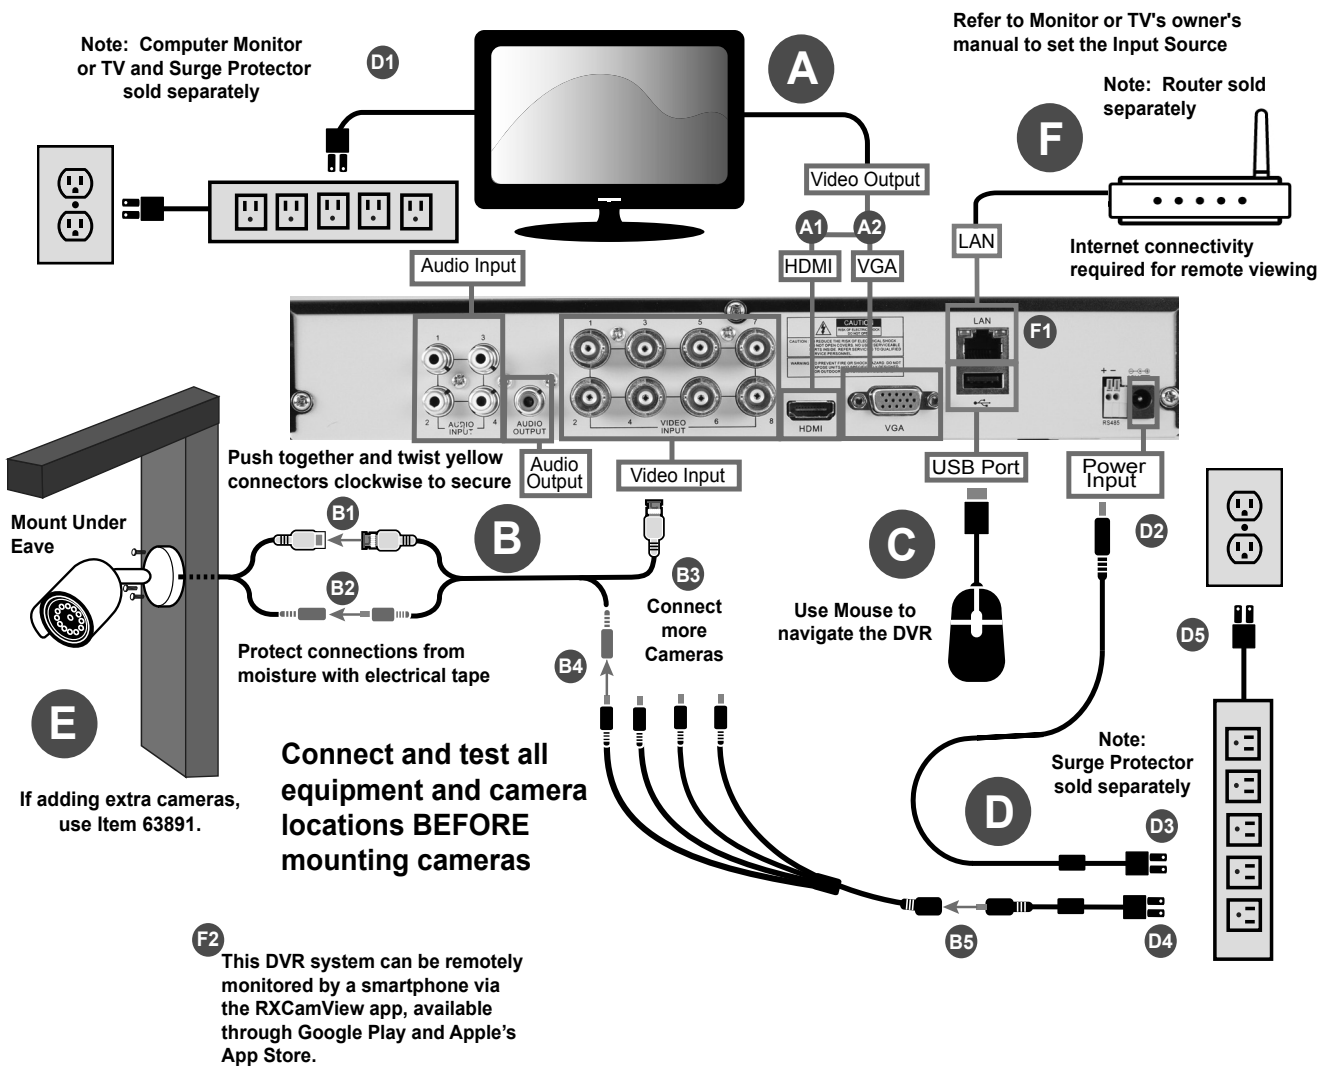 Note: Computer Monitor
or TV and Surge Protector
sold separately
D1
A
Refer to Monitor or TV's owner's
manual to set the Input Source
Note: Router sold
separately
F
Video Output
A1
A2
HDMI
VGA
LAN
Internet connectivity
required for remote viewing
Audio Input
F1
1
3
2
4
AUDIO
INPUT
AUDIO
OUTPUT
1
3
5
7
2
4
6
8
VIDEO
INPUT
CAUTION
RISK OF ELECTRIC SHOCK
DO NOT OPEN
HDMI
VGA
LAN
RS485
Audio
Output
Video Input
USB Port
Power
Input
Push together and twist yellow
connectors clockwise to secure
B1
B
B2
Mount Under
Eave
B3
Connect
more
Cameras
B4
Protect connections from
moisture with electrical tape
C
Use Mouse to
navigate the DVR
D2
D5
E
If adding extra cameras,
use Item 63891.
Connect and test all
equipment and camera
locations BEFORE
mounting cameras
Note:
Surge Protector
sold separately
D
D3
B5
D4
F2
This DVR system can be remotely
monitored by a smartphone via
the RXCamView app, available
through Google Play and Apple's
App Store.